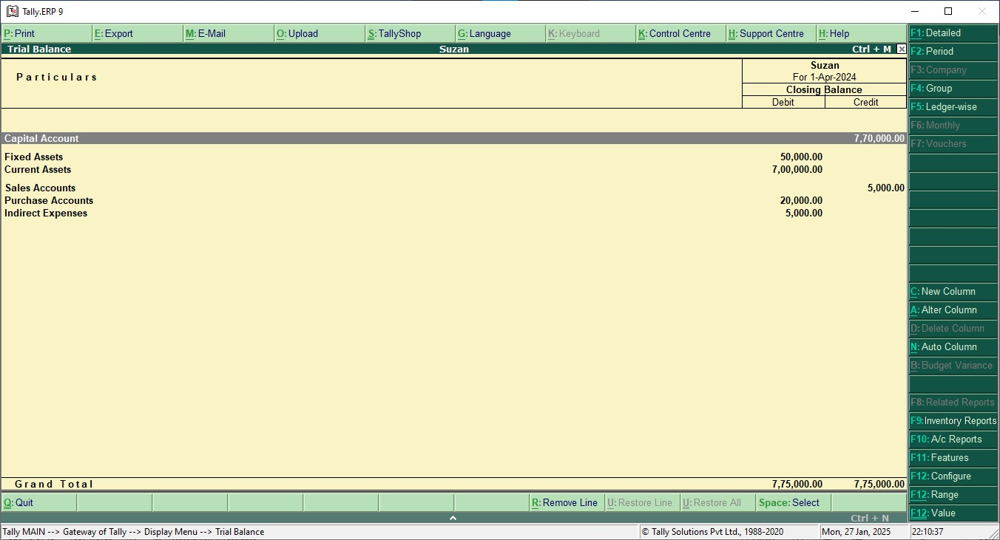 Tally.ERP 9
P: Print E: Export M: E-Mail O: Upload S: TallyShop G: Language K: Keyboard K: Control Centre H: Support Centre H: Help
Trial Balance Suzan Ctrl + M
Particulars
Suzan
For 1-Apr-2024
Closing Balance
Debit Credit
Capital Account 7,70,000.00
Fixed Assets 50,000.00
Current Assets 7,00,000.00
Sales Accounts 5,000.00
Purchase Accounts 20,000.00
Indirect Expenses 5,000.00
Grand Total 7,75,000.00 7,75,000.00
F1: Detailed
F2: Period
F3: Company
F4: Group
F5: Ledger-wise
F6: Monthly
F7: Vouchers
C: New Column
A: Alter Column
D: Delete Column
N: Auto Column
B: Budget Variance
F8: Related Reports
F9: Inventory Reports
F10: A/c Reports
F11: Features
F12: Configure
F12: Range
F12: Value
Q: Quit R: Remove Line U: Restore Line U: Restore All Space: Select
Ctrl + N
Tally MAIN --> Gateway of Tally --> Display Menu --> Trial Balance © Tally Solutions Pvt Ltd., 1988-2020 Mon, 27 Jan, 2025 22:10:37